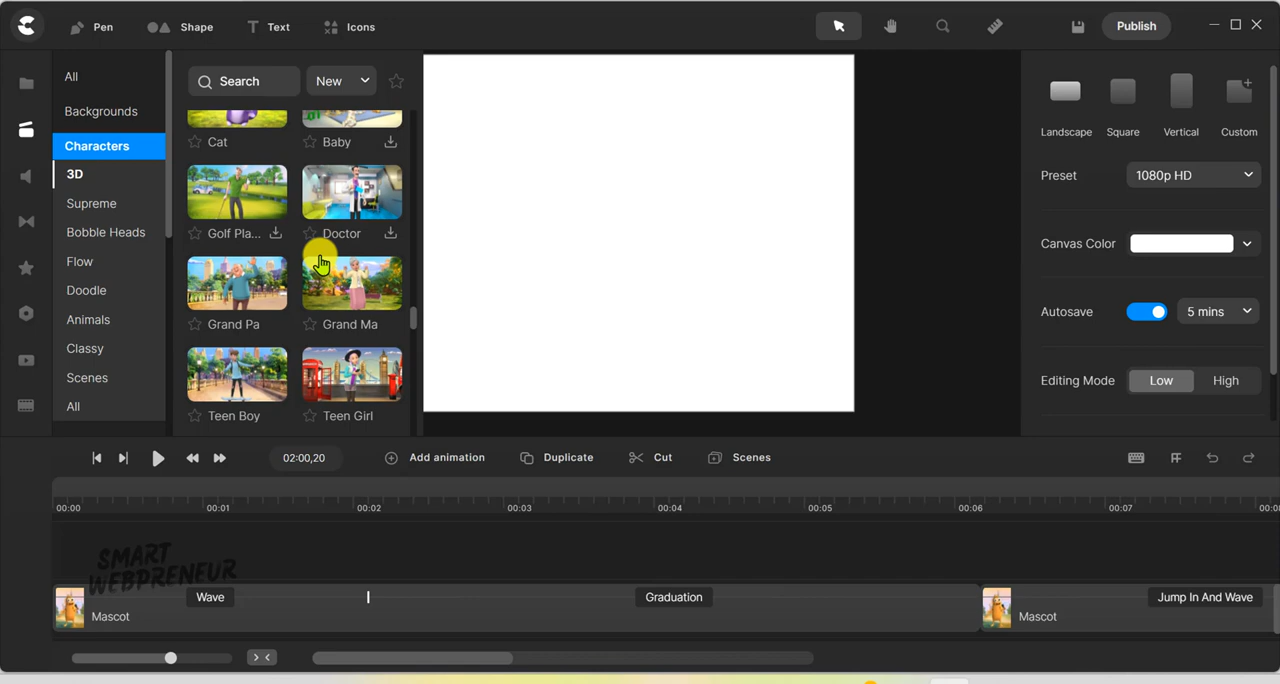 Pen
Shape
Text
Icons
Publish
All
Backgrounds
Characters
3D
Supreme
Bobble Heads
Flow
Doodle
Animals
Classy
Scenes
All
Search
New
Cat
Baby
Golf Pla...
Doctor
Grand Pa
Grand Ma
Teen Boy
Teen Girl
Landscape
Square
Vertical
Custom
Preset
1080p HD
Canvas Color
Autosave
5 mins
Editing Mode
Low
High
02:00,20
Add animation
Duplicate
Cut
Scenes
00:00
00:01
00:02
00:03
00:04
00:05
00:06
00:07
SMART
WEBPRENEUR
Wave
Graduation
Jump In And Wave
Mascot
Mascot